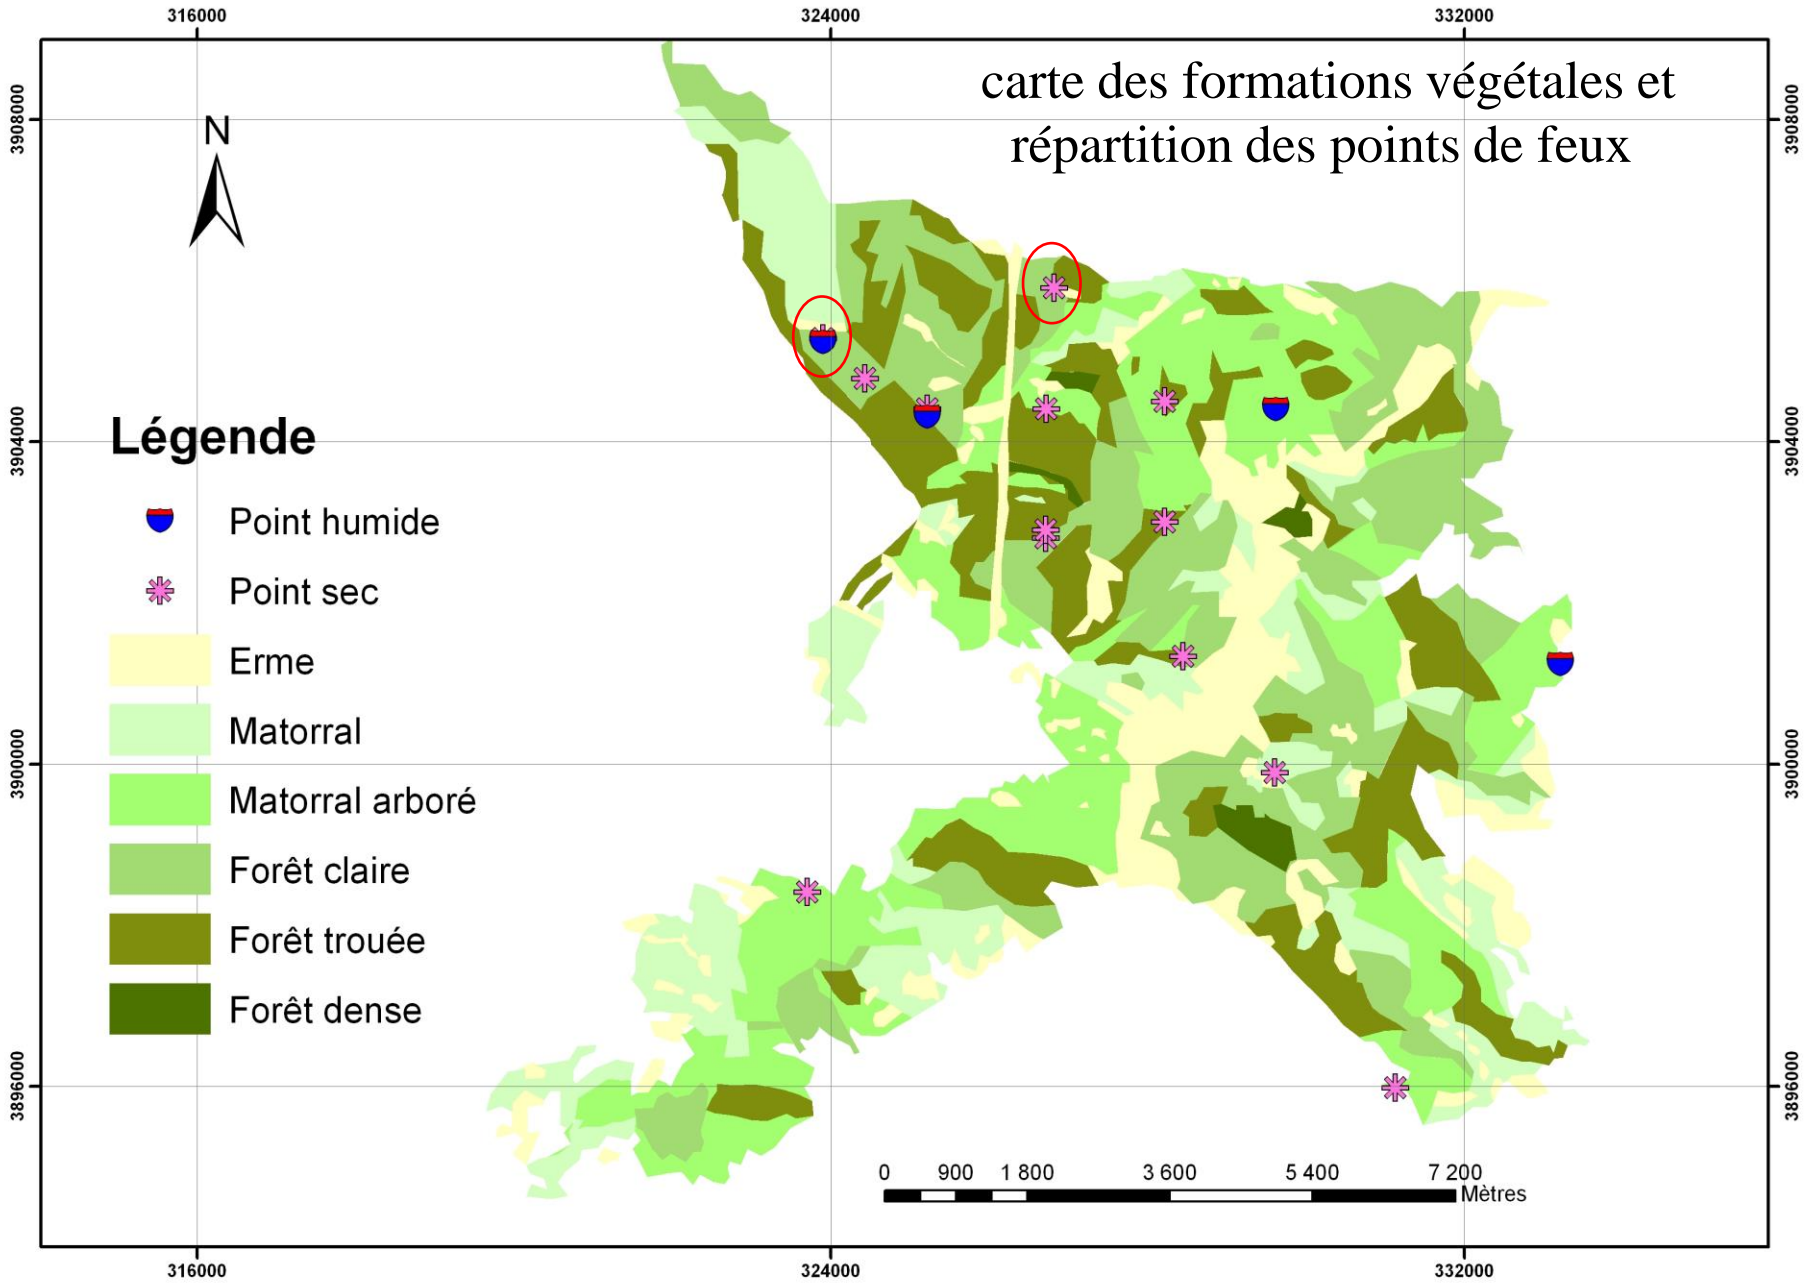 316000
324000
332000
carte des formations végétales et
répartition des points de feux
3908000
3908000
N
3904000
3904000
Légende
Point humide
Point sec
Erme
Matorral
Matorral arboré
Forêt claire
Forêt trouée
Forêt dense
3900000
3900000
3896000
3896000
0 900 1 800 3 600 5 400 7 200
Mètres
316000
324000
332000